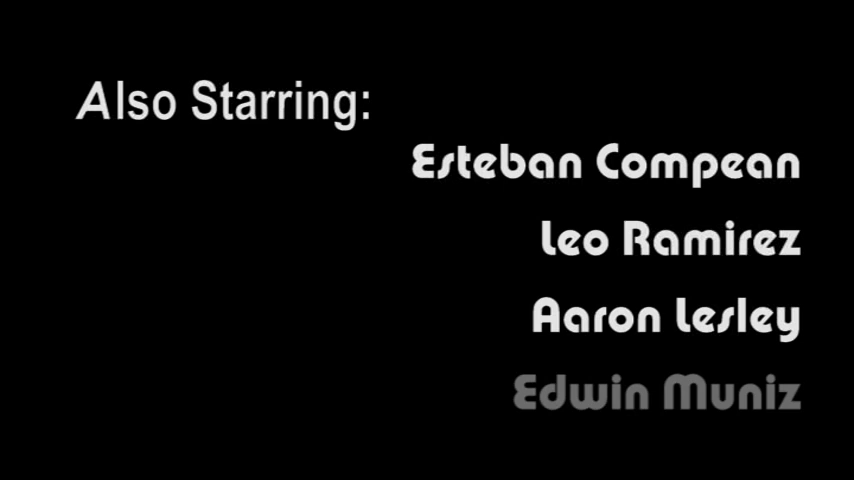 Also Starring:
Esteban Compean
Leo Ramirez
Aaron Lesley
Edwin Muniz